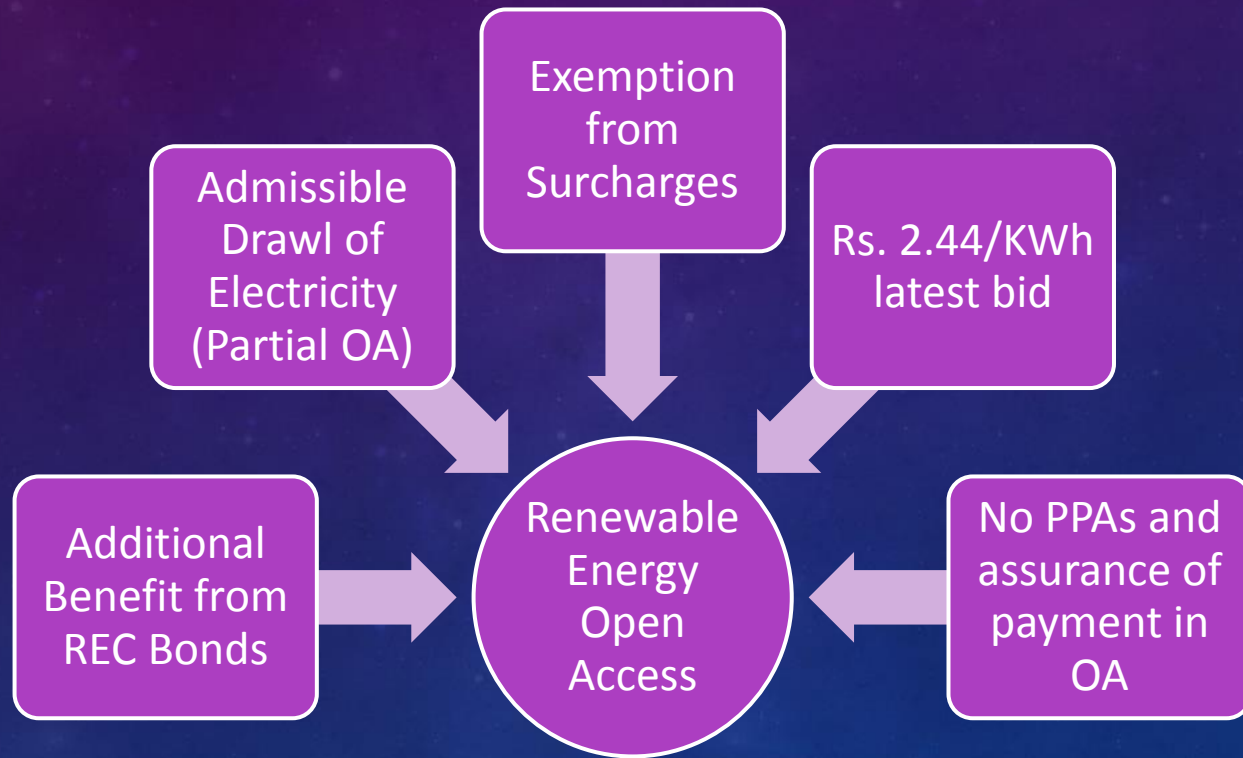 Exemption
from
Surcharges
Admissible
Drawl of
Electricity
(Partial OA)
Rs. 2.44/KWh
latest bid
Additional
Benefit from
REC Bonds
Renewable
Energy
Open
Access
No PPAs and
assurance of
payment in
OA